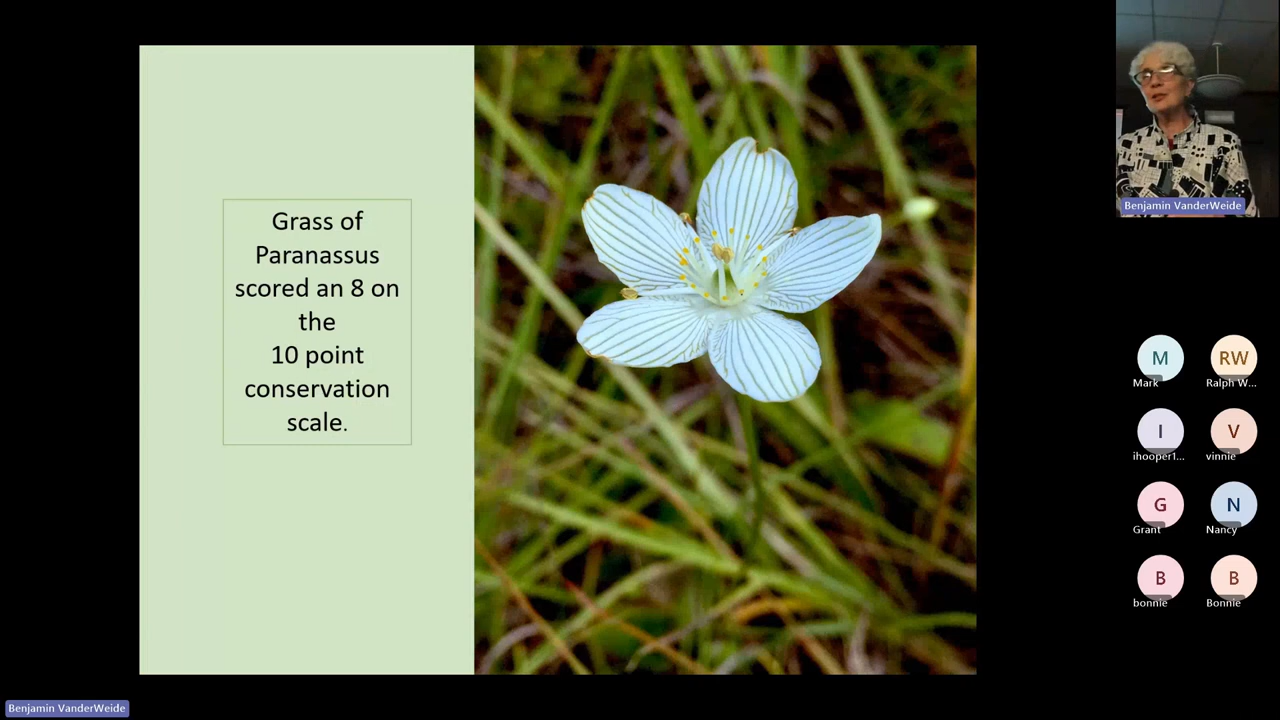 Grass of
Paranassus
scored an 8 on
the
10 point
conservation
scale.
Benjamin VanderWeide
M
Mark
RW
Ralph W...
I
ihooper1...
V
vinnie
G
Grant
N
Nancy
B
bonnie
B
Bonnie
Benjamin VanderWeide